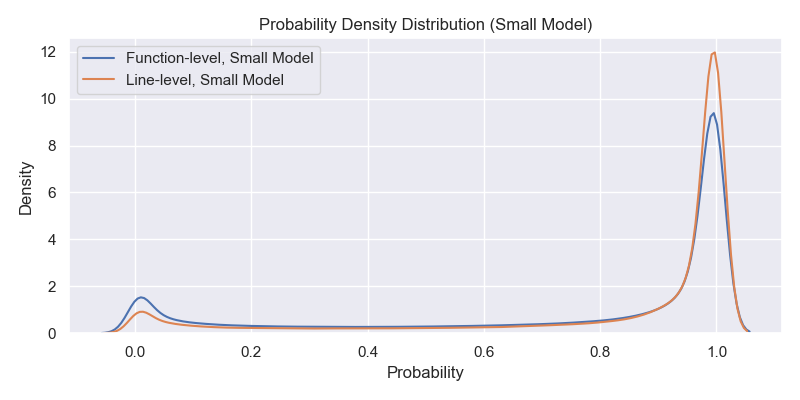 Probability Density Distribution (Small Model)
Function-level, Small Model
Line-level, Small Model
Density
12
10
8
6
4
2
0
0.0 0.2 0.4 0.6 0.8 1.0
Probability